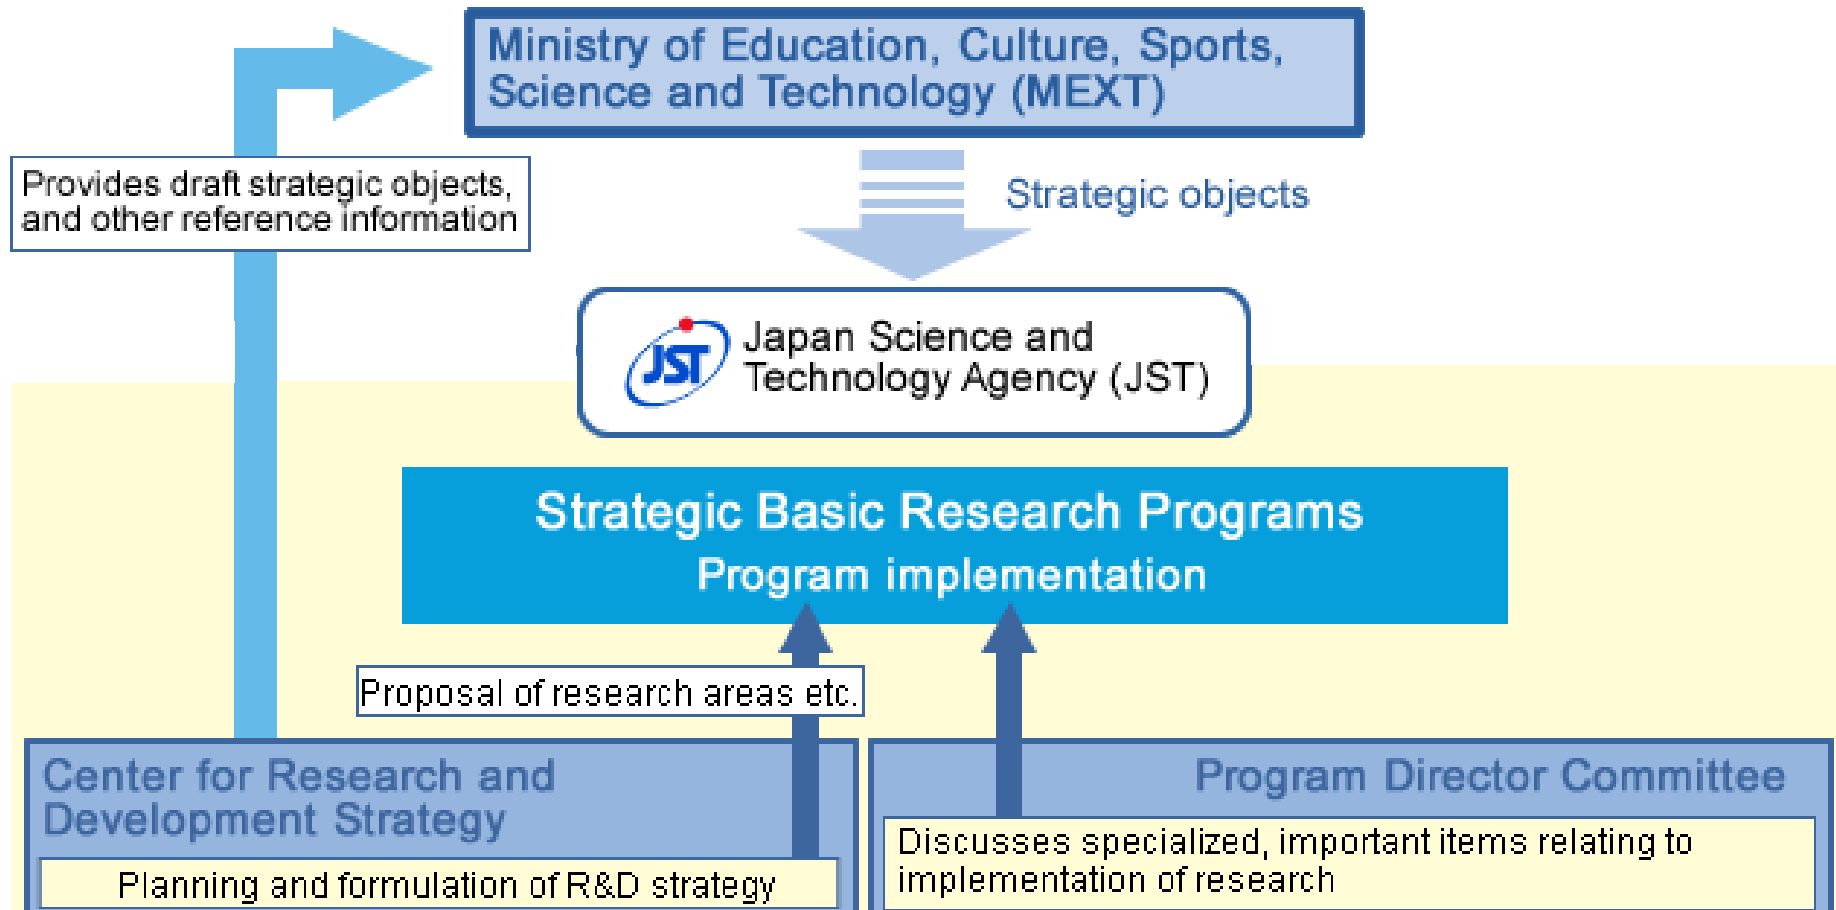 Ministry of Education, Culture, Sports,
Science and Technology (MEXT)
Provides draft strategic objects,
and other reference information
Strategic objects
JST
Japan Science and
Technology Agency (JST)
Strategic Basic Research Programs
Program implementation
Proposal of research areas etc.
Center for Research and
Development Strategy
Planning and formulation of R&D strategy
Program Director Committee
Discusses specialized, important items relating to
implementation of research